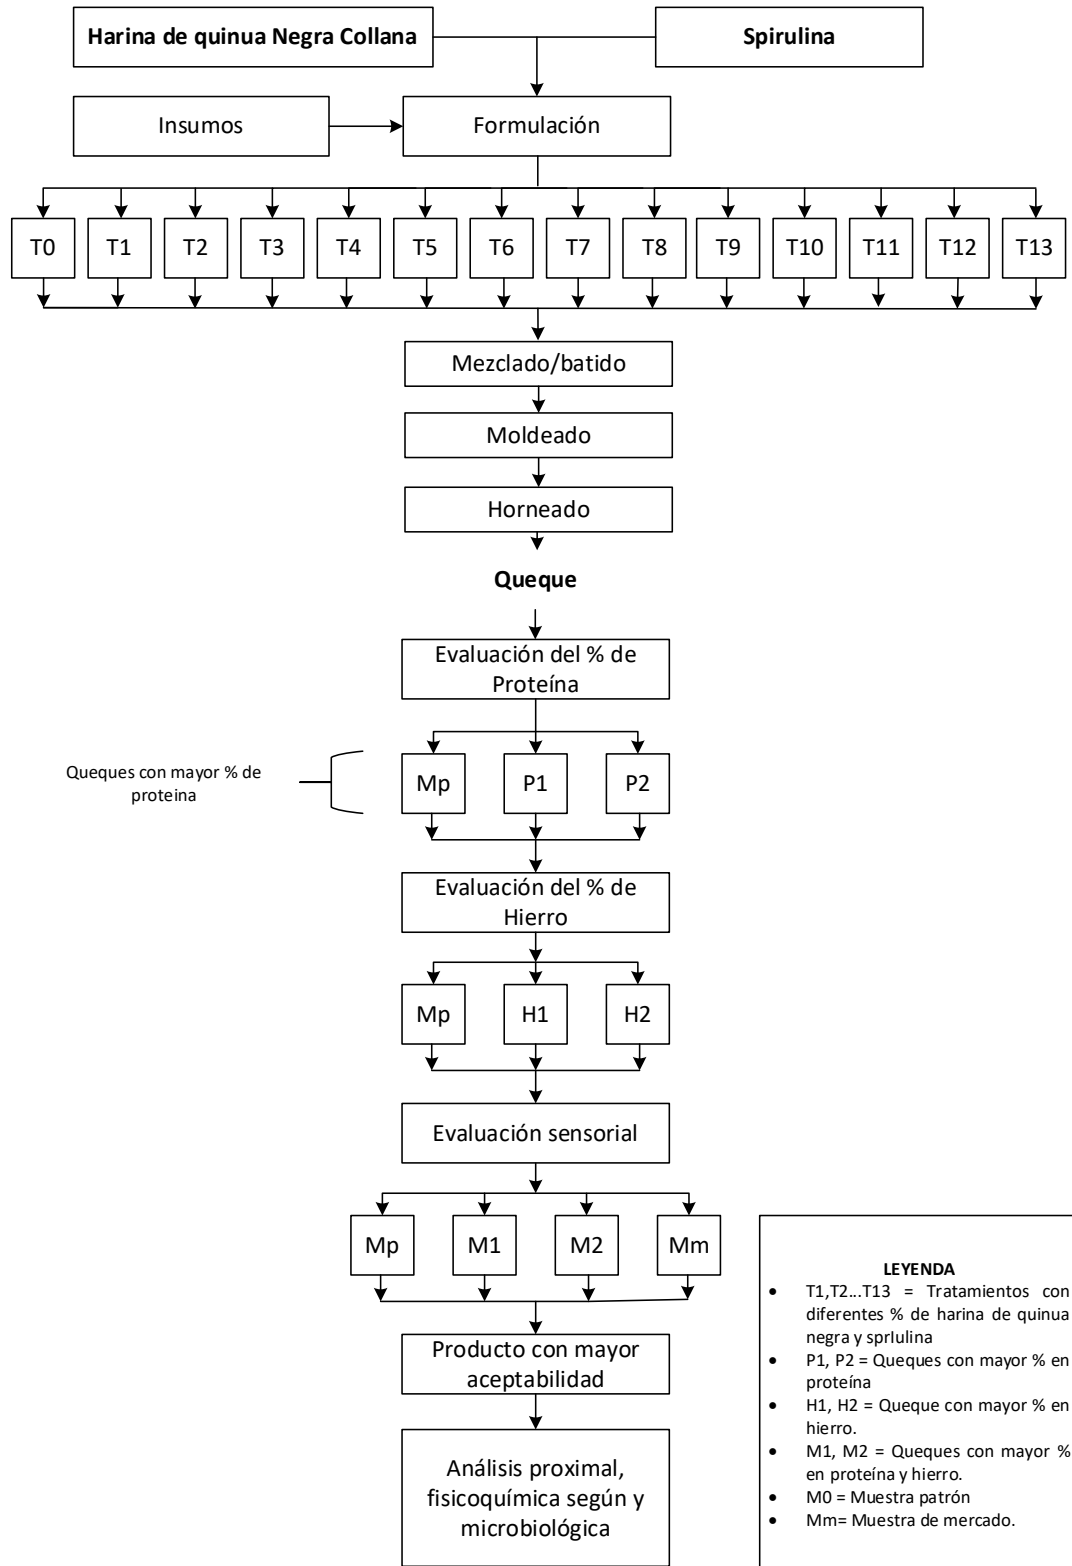 Harina de quinua Negra Collana
Spirulina
Insumos
Formulación
T0
T1
T2
T3
T4
T5
T6
T7
T8
T9
T10
T11
T12
T13
Mezclado/batido
Moldeado
Horneado
Queque
Evaluación del % de
Proteína
Queques con mayor % de
proteina
Mp
P1
P2
Evaluación del % de
Hierro
Mp
H1
H2
Evaluación sensorial
Mp
M1
M2
Mm
Producto con mayor
aceptabilidad
Análisis proximal,
fisicoquímica según y
microbiológica
LEYENDA
• T1,T2...T13 = Tratamientos con
diferentes % de harina de quinua
negra y sprIulina
• P1, P2 = Queques con mayor % en
proteína
• H1, H2 = Queque con mayor % en
hierro.
• M1, M2 = Queques con mayor %
en proteína y hierro.
• M0 = Muestra patrón
• Mm= Muestra de mercado.